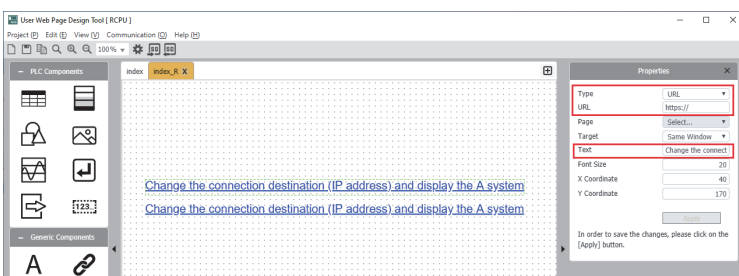 User Web Page Design Tool [ RCPU ]
Project (P) Edit (E) View (V) Communication (O) Help (H)
100%
PLC Components
index index_R X
Properties X
Type URL
URL https://
Page Select...
Target Same Window
Text Change the connect
Font Size 20
X Coordinate 40
Y Coordinate 170
Apply
In order to save the changes, please click on the
[Apply] button.
Change the connection destination (IP address) and display the A system
Change the connection destination (IP address) and display the A system
123
Generic Components
A